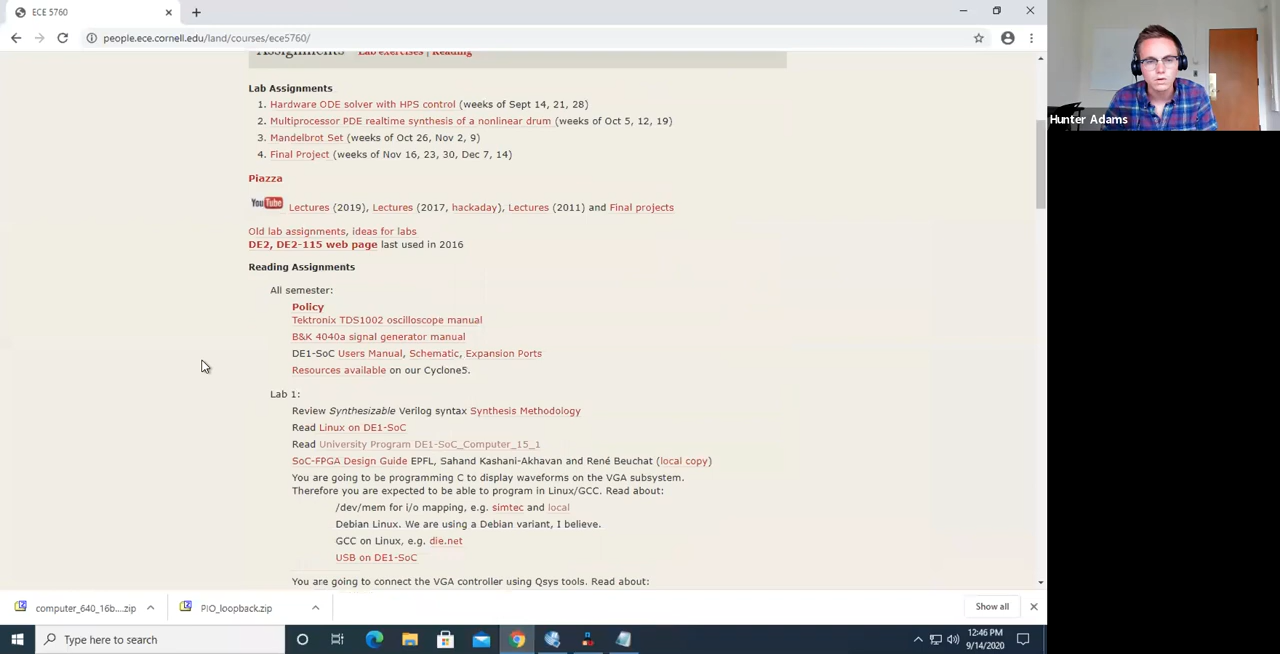 ECE 5760
people.ece.cornell.edu/land/courses/ece5760/
Assignments Lab exercises | Reading
Lab Assignments
1. Hardware ODE solver with HPS control (weeks of Sept 14, 21, 28)
2. Multiprocessor PDE realtime synthesis of a nonlinear drum (weeks of Oct 5, 12, 19)
3. Mandelbrot Set (weeks of Oct 26, Nov 2, 9)
4. Final Project (weeks of Nov 16, 23, 30, Dec 7, 14)
Piazza
YouTube Lectures (2019), Lectures (2017, hackaday), Lectures (2011) and Final projects
Old lab assignments, ideas for labs
DE2, DE2-115 web page last used in 2016
Reading Assignments
All semester:
Policy
Tektronix TDS1002 oscilloscope manual
B&K 4040a signal generator manual
DE1-SoC Users Manual, Schematic, Expansion Ports
Resources available on our Cyclone5.
Lab 1:
Review Synthesizable Verilog syntax Synthesis Methodology
Read Linux on DE1-SoC
Read University Program DE1-SoC_Computer_15_1
SoC-FPGA Design Guide EPFL, Sahand Kashani-Akhavan and René Beuchat (local copy)
You are going to be programming C to display waveforms on the VGA subsystem.
Therefore you are expected to be able to program in Linux/GCC. Read about:
/dev/mem for i/o mapping, e.g. simtec and local
Debian Linux. We are using a Debian variant, I believe.
GCC on Linux, e.g. die.net
USB on DE1-SoC
You are going to connect the VGA controller using Qsys tools. Read about:
computer_640_16b....zip
PIO_loopback.zip
Show all
Type here to search
12:46 PM
9/14/2020
Hunter Adams